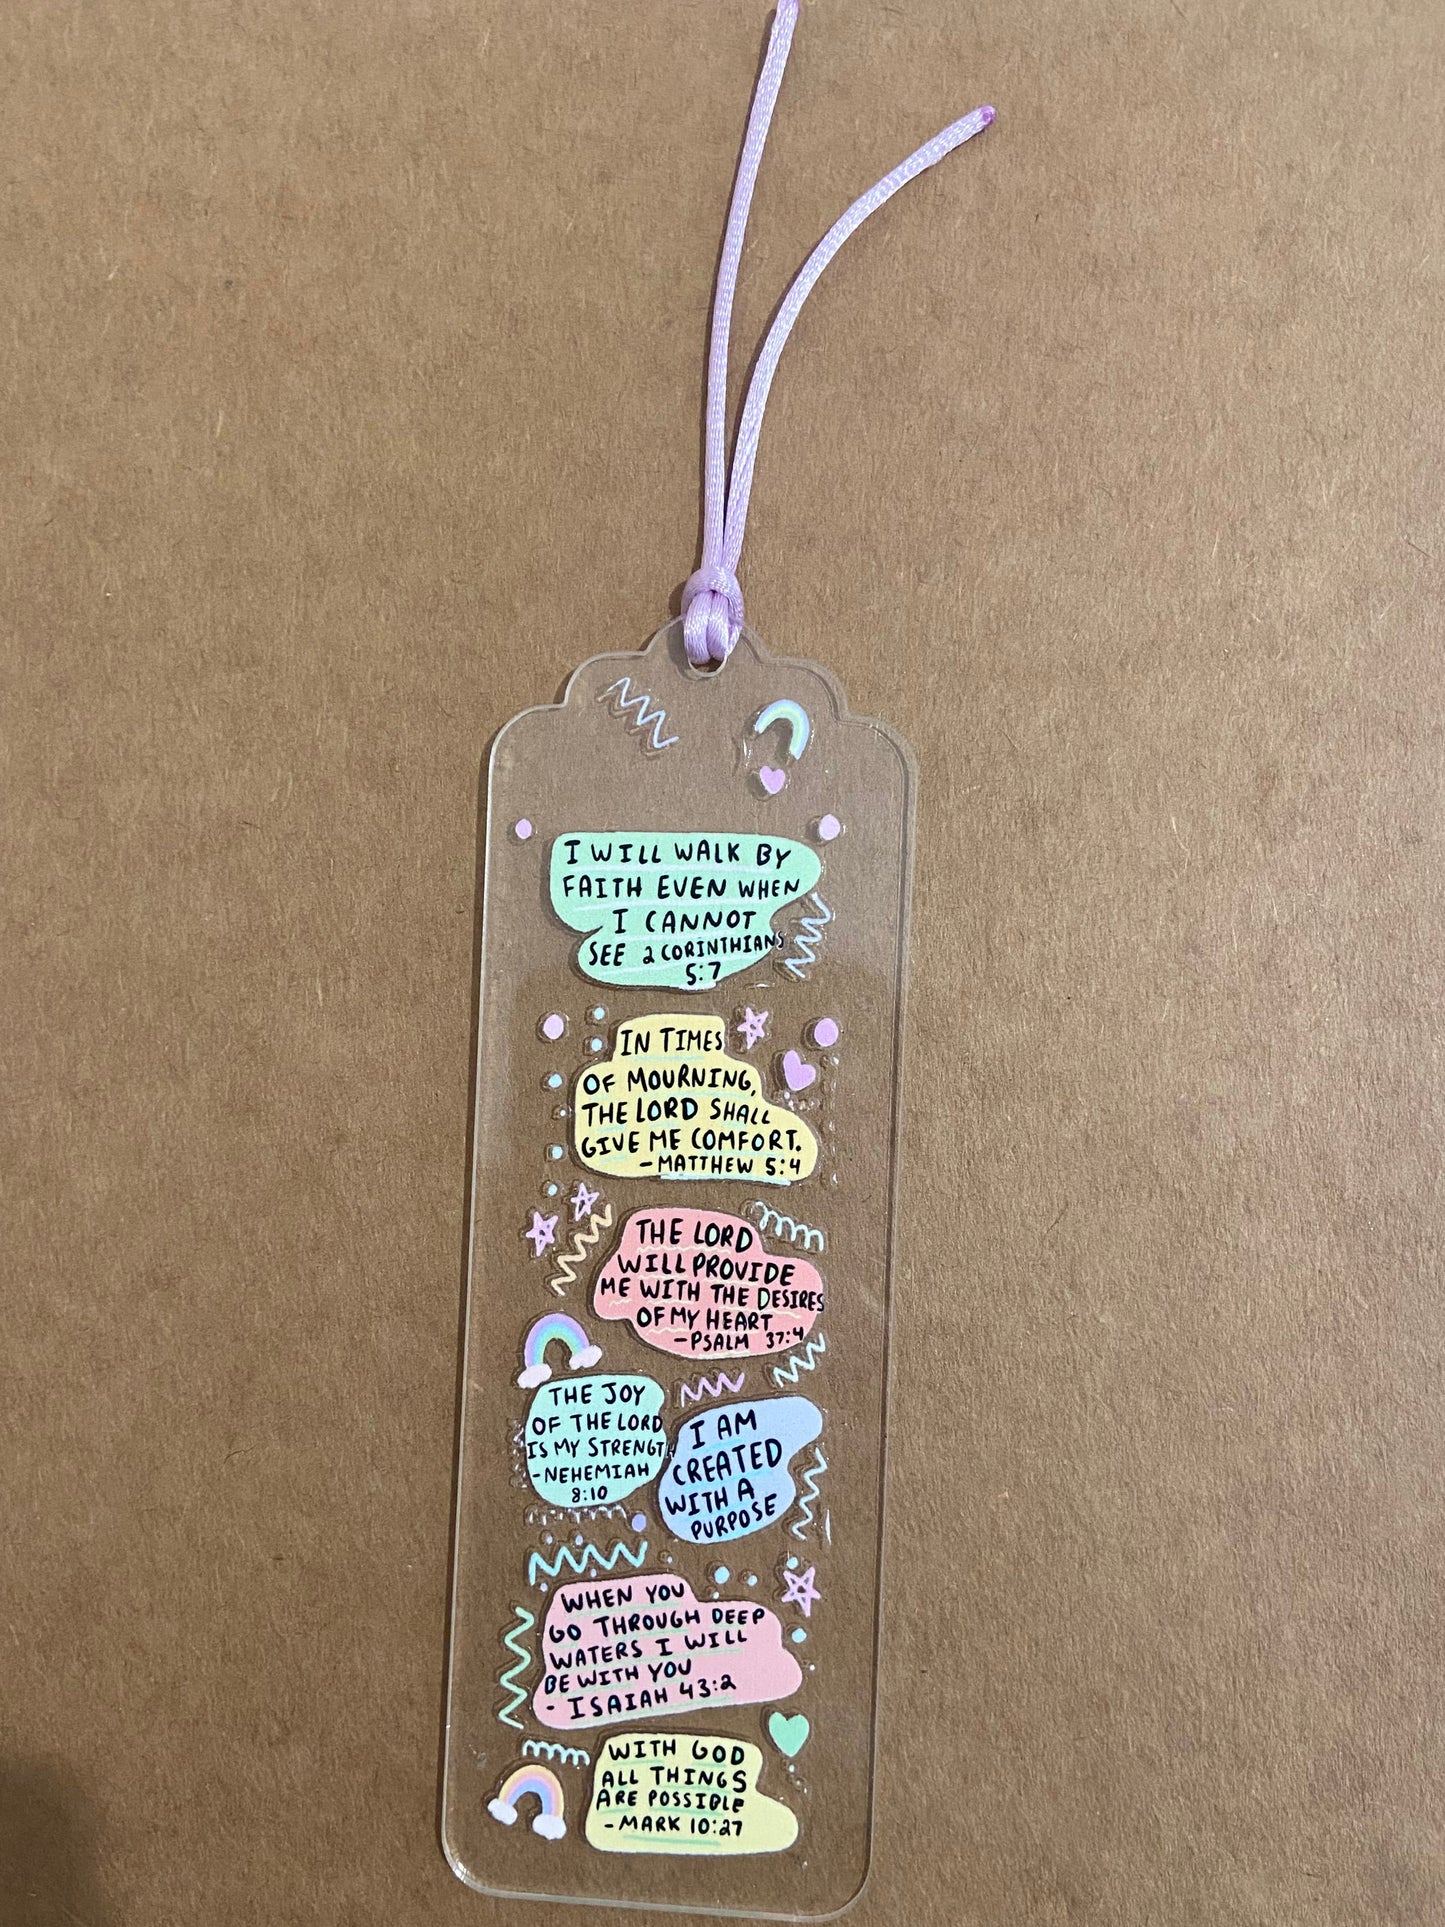 I WILL WALK BY
FAITH EVEN WHEN
I CANNOT
SEE 2 CORINTHIANS
5:7
IN TIMES
OF MOURNING,
THE LORD SHALL
GIVE ME COMFORT.
-MATTHEW 5:4
THE LORD
WILL PROVIDE
ME WITH THE DESIRES
OF MY HEART
-PSALM 37:4
THE JOY
OF THE LORD
IS MY STRENGTH
-NEHEMIAH
8:10
I AM
CREATED
WITH A
PURPOSE
WHEN YOU
GO THROUGH DEEP
WATERS I WILL
BE WITH YOU
- ISAIAH 43:2
WITH GOD
ALL THINGS
ARE POSSIBLE
-MARK 10:27